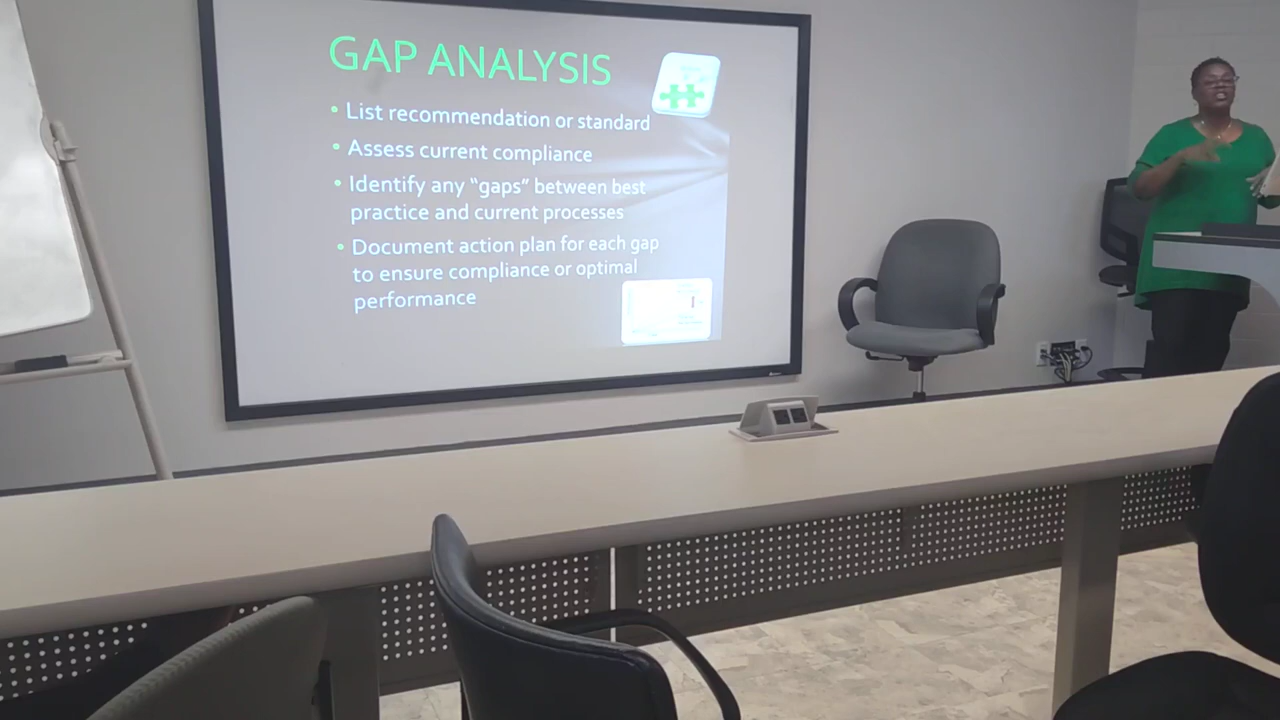 GAP ANALYSIS
• List recommendation or standard
• Assess current compliance
• Identify any “gaps” between best
practice and current processes
• Document action plan for each gap
to ensure compliance or optimal
performance